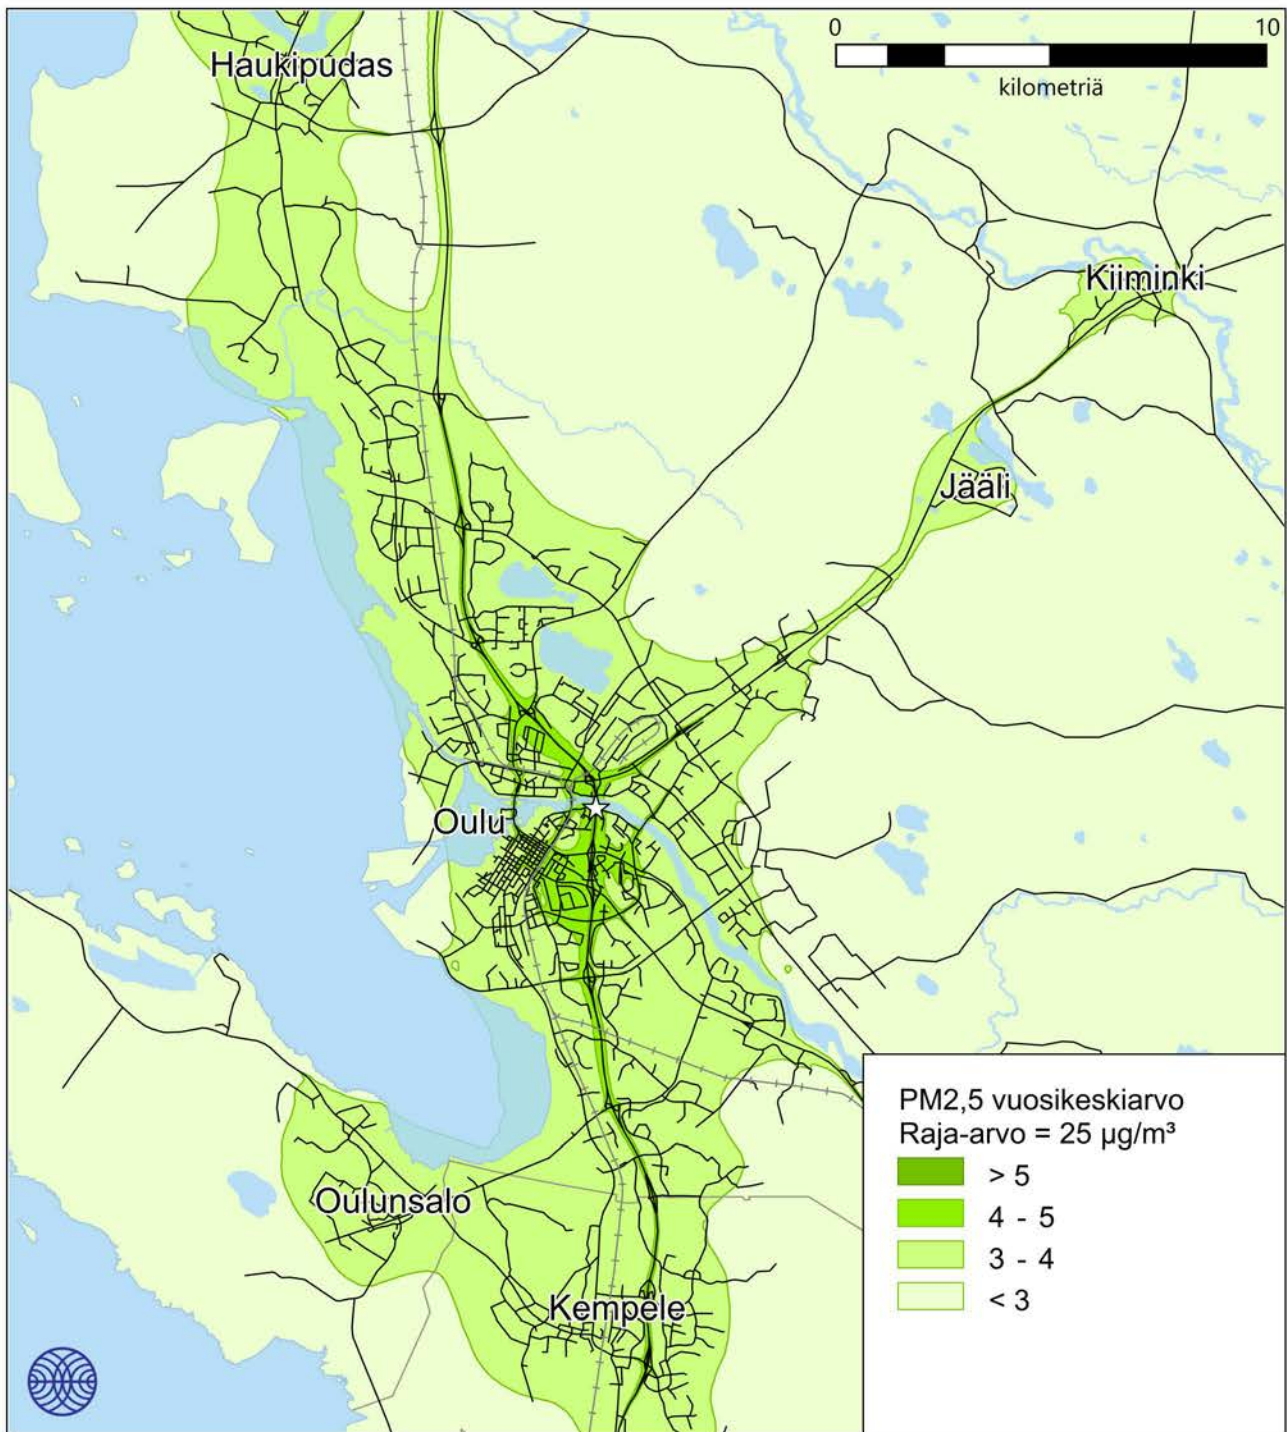 0 10
kilometriä
Haukipudas
Kiiminki
Jääli
Oulu
Oulunsalo
Kempele
PM2,5 vuosikeskiarvo
Raja-arvo = 25 µg/m³
> 5
4 - 5
3 - 4
< 3